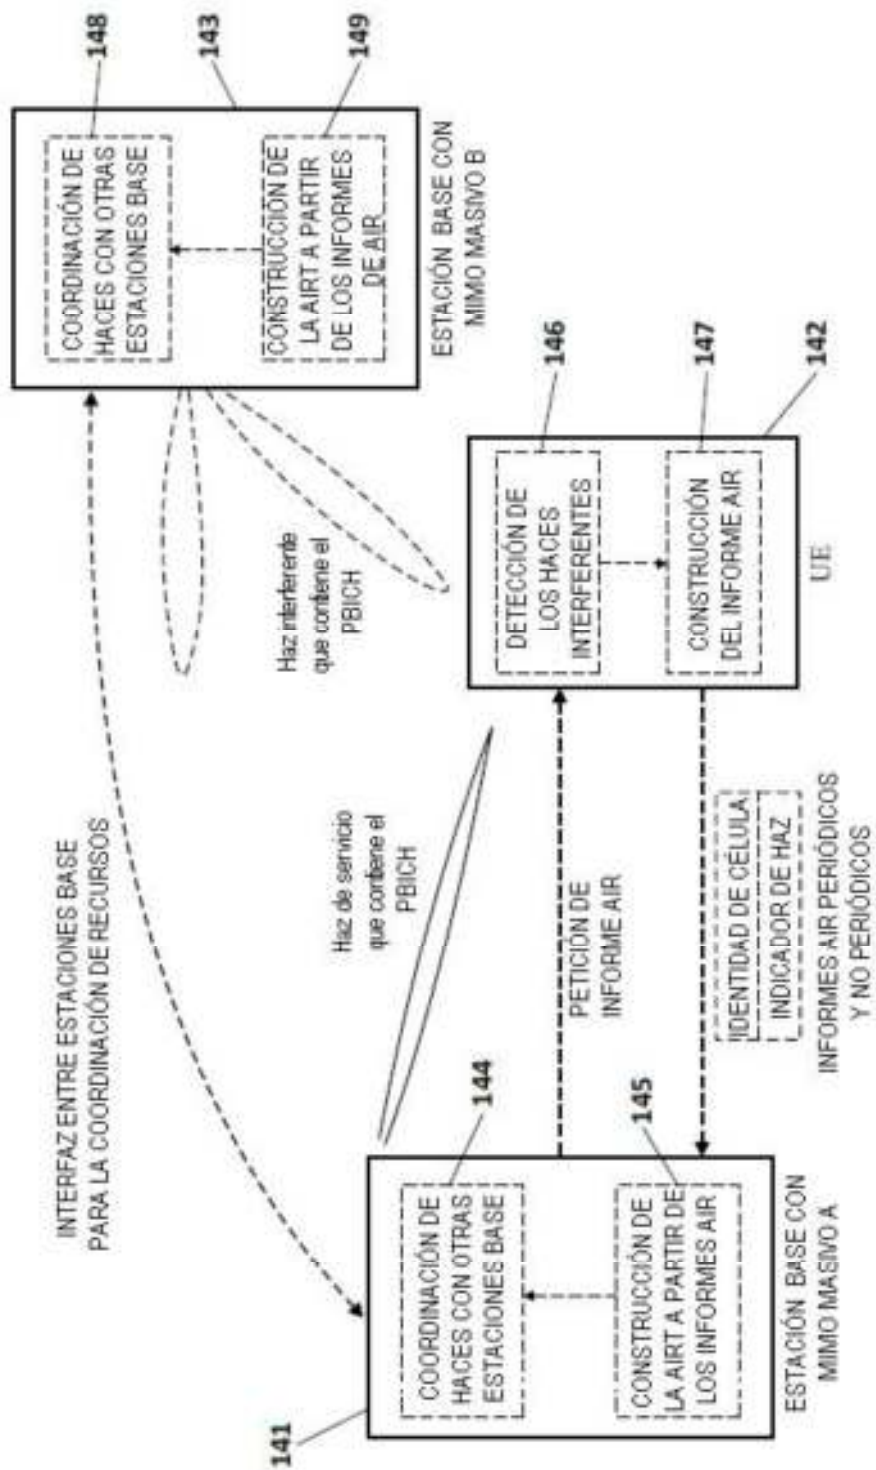 INTERFAZ ENTRE ESTACIONES BASE
PARA LA COORDINACIÓN DE RECURSOS
141
COORDINACIÓN DE
HACES CON OTRAS
ESTACIONES BASE
144
CONSTRUCCIÓN DE
LA AIRT A PARTIR DE
LOS INFORMES AIR
145
ESTACIÓN BASE CON
MIMO MASIVO A
Haz de servicio
que contiene el
PBICH
PETICIÓN DE
INFORME AIR
IDENTIDAD DE CÉLULA
INDICADOR DE HAZ
INFORMES AIR PERIÓDICOS
Y NO PERIÓDICOS
Haz interferente
que contiene el
PBICH
DETECCIÓN DE
LOS HACES
INTERFERENTES
146
CONSTRUCCIÓN
DEL INFORME AIR
147
142
UE
COORDINACIÓN DE
HACES CON OTRAS
ESTACIONES BASE
148
143
CONSTRUCCIÓN DE
LA AIRT A PARTIR
DE LOS INFORMES
DE AIR
149
ESTACIÓN BASE CON
MIMO MASIVO B